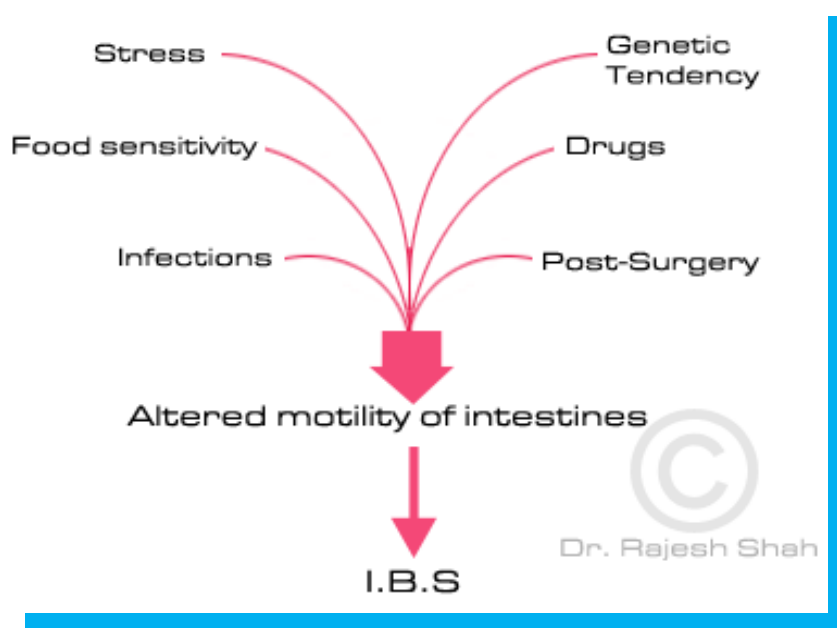 Stress
Genetic
Tendency
Food sensitivity
Drugs
Infections
Post-Surgery
Altered motility of intestines
©
Dr. Rajesh Shah
I.B.S